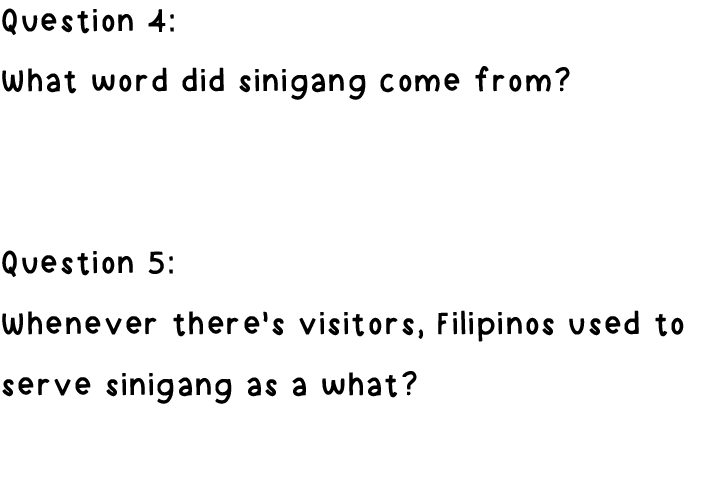 Question 4:
What word did sinigang come from?
Question 5:
Whenever there's visitors, Filipinos used to
serve sinigang as a what?